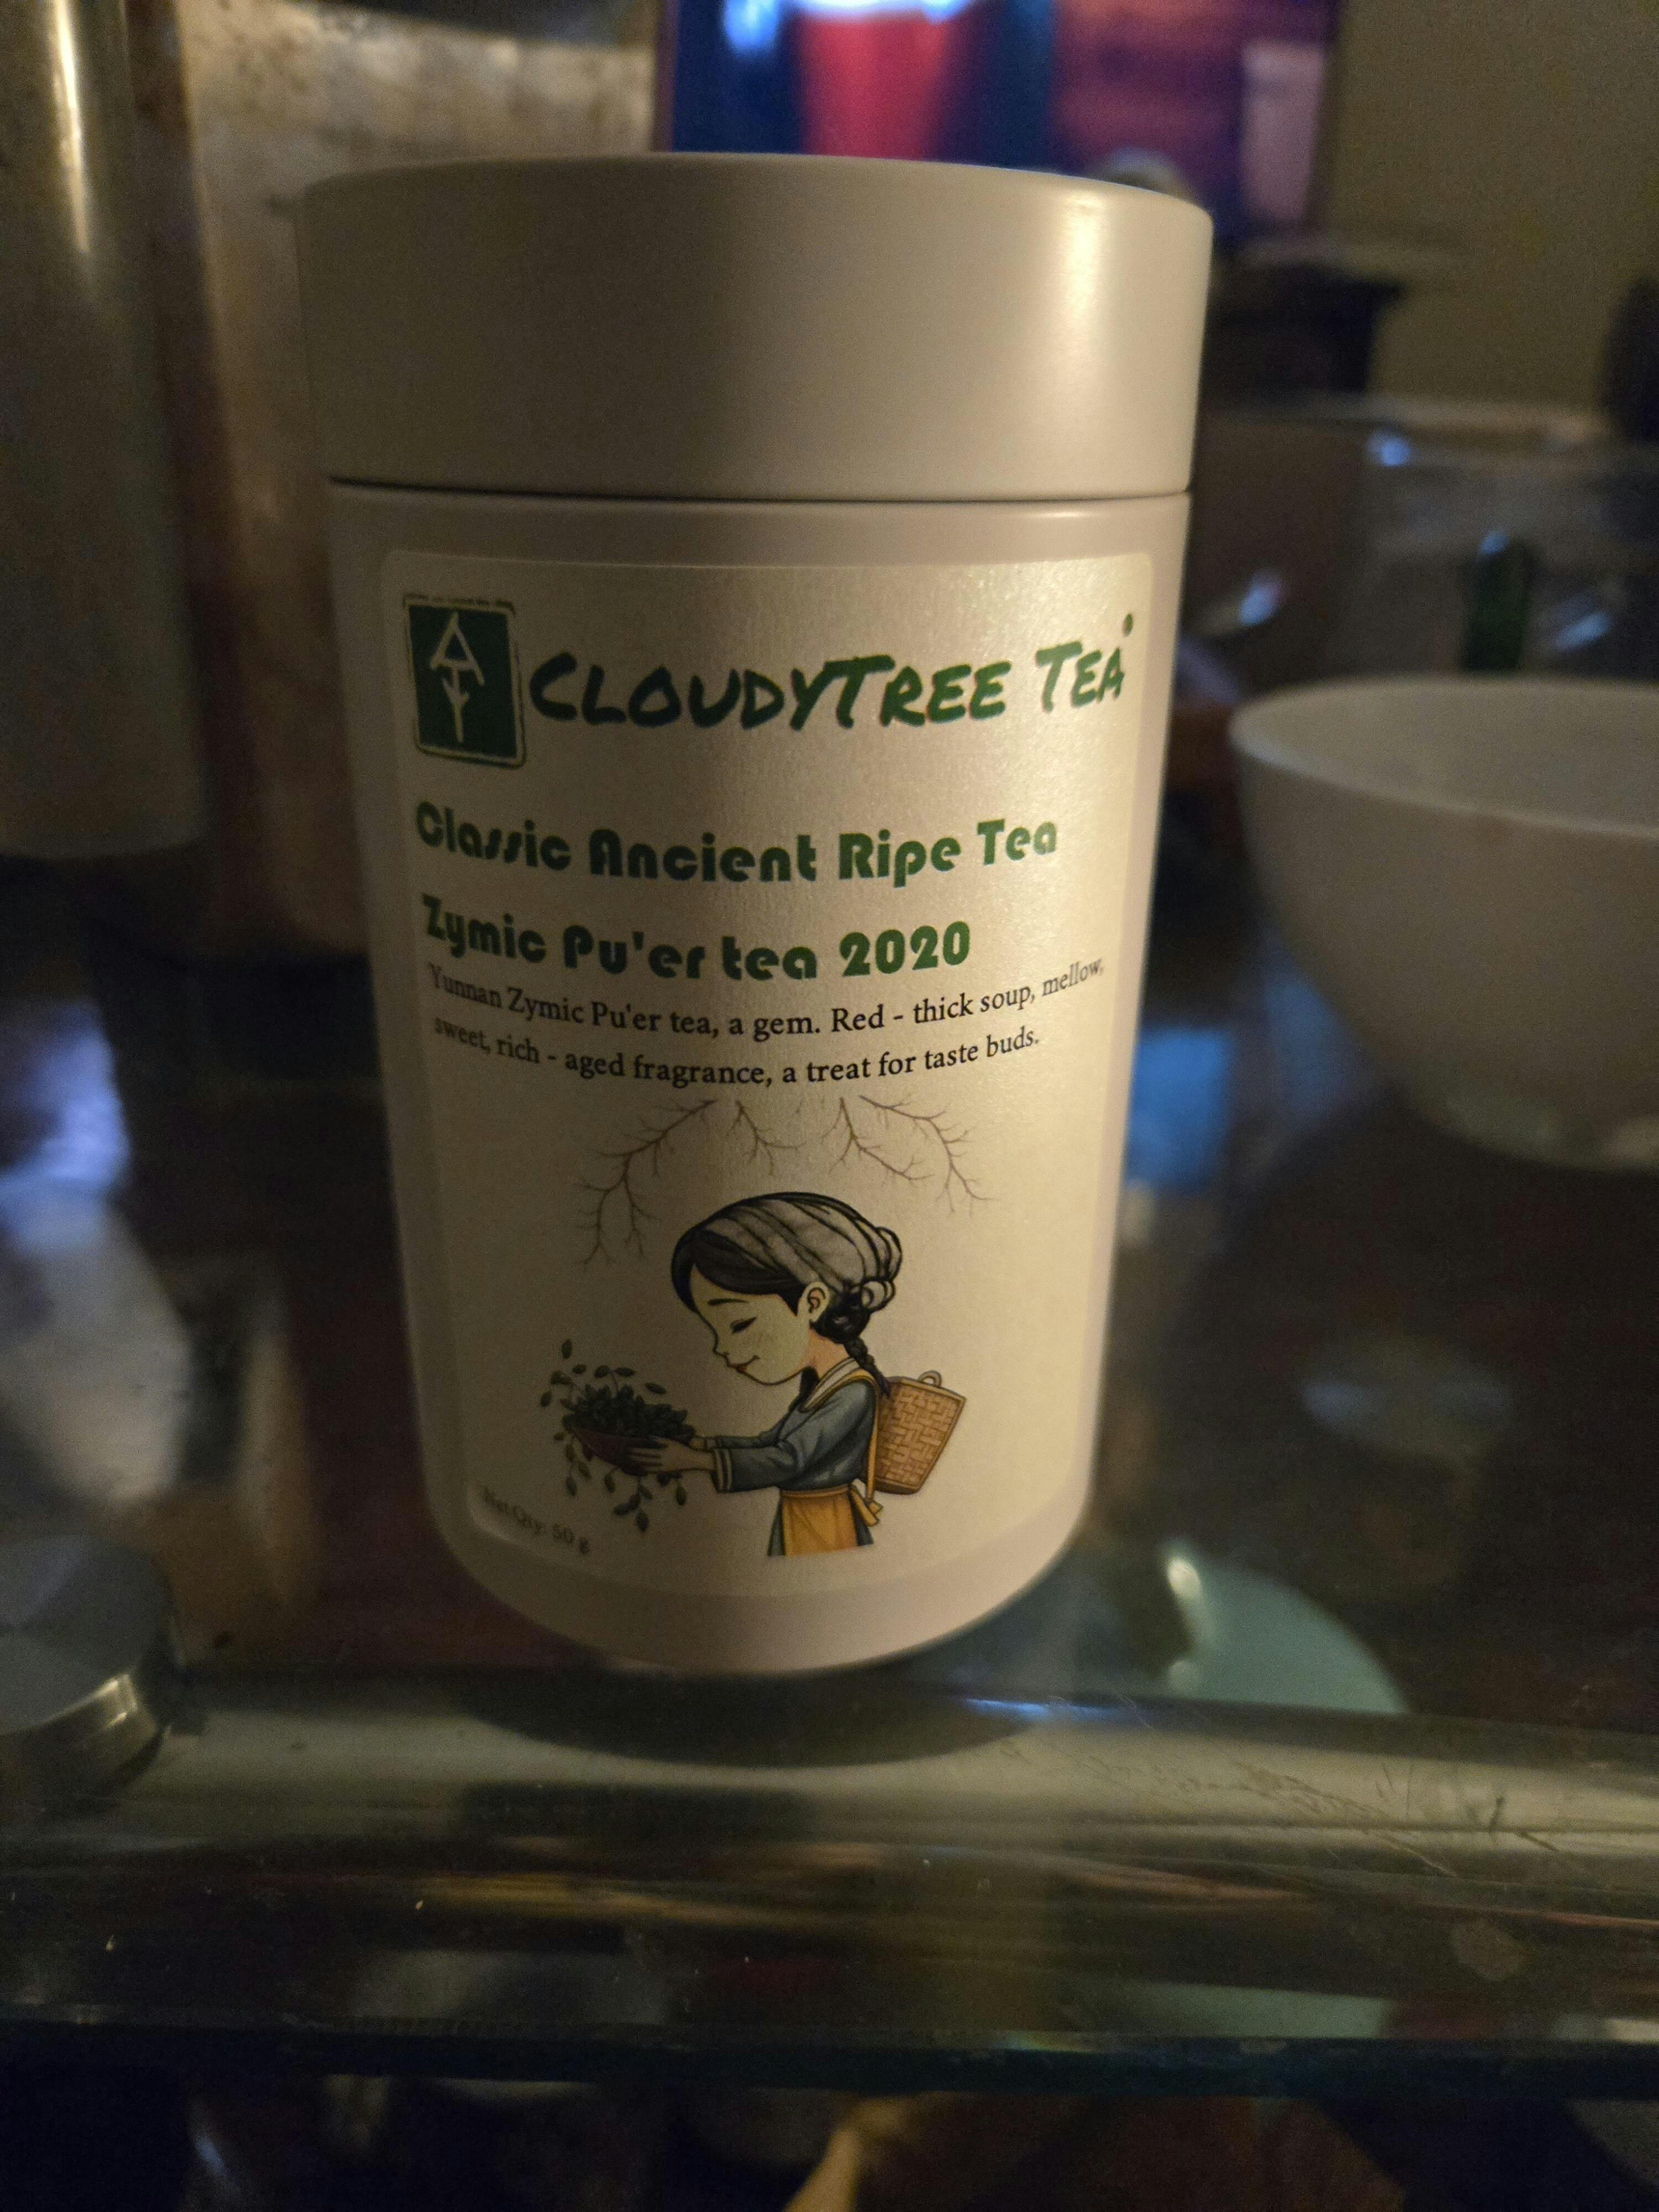 CLOUDYTREE TEA
Classic Ancient Ripe Tea
Zymic Pu'er tea 2020
Yunnan Zymic Pu'er tea, a gem. Red - thick soup, mellow,
sweet, rich - aged fragrance, a treat for taste buds.
Net Qty: 50 g